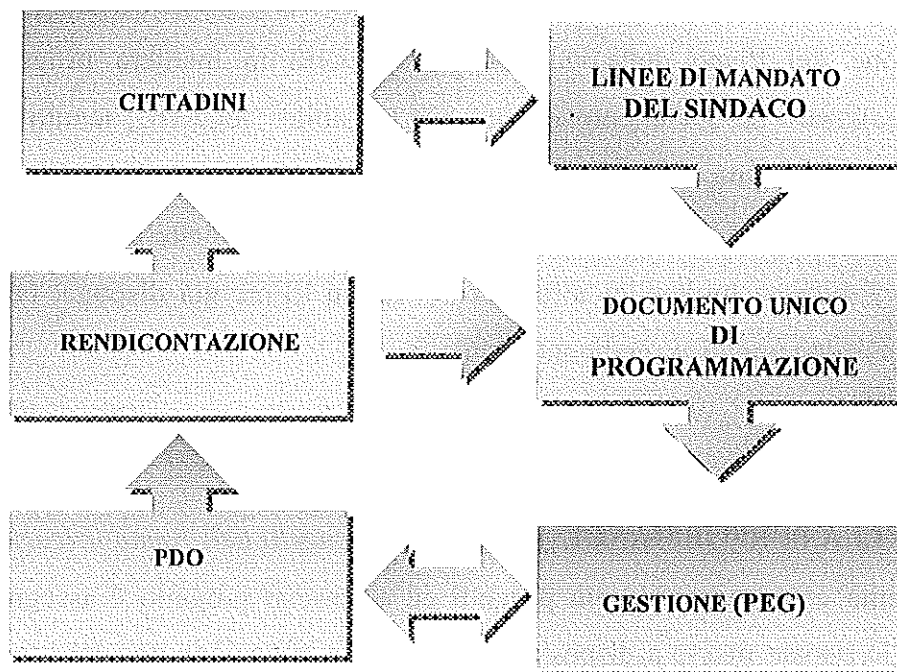 CITTADINI
LINEE DI MANDATO
DEL SINDACO
RENDICONTAZIONE
DOCUMENTO UNICO
DI
PROGRAMMAZIONE
PDO
GESTIONE (PEG)